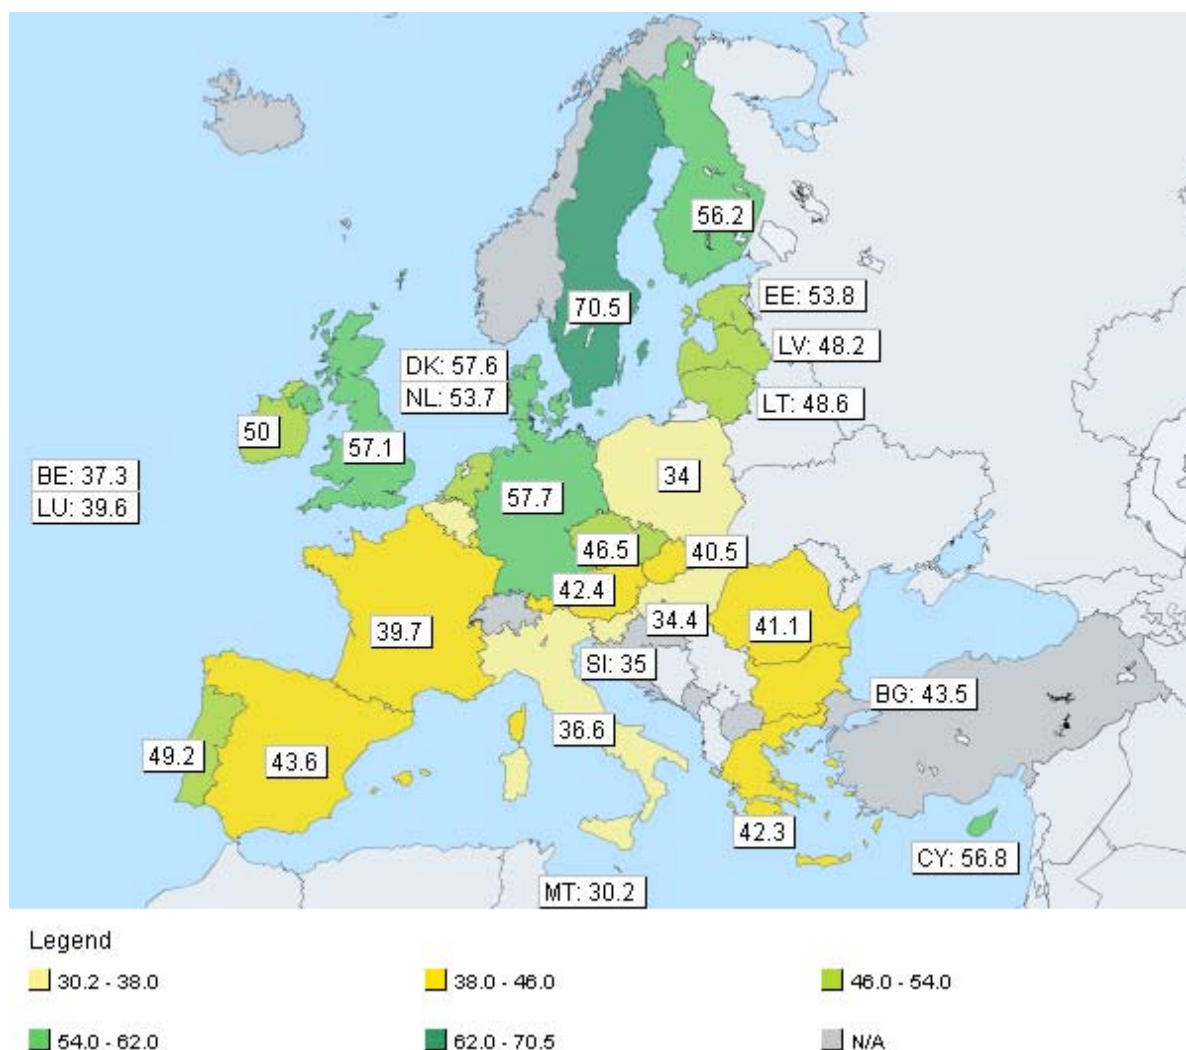 56.2
70.5
EE: 53.8
LV: 48.2
LT: 48.6
DK: 57.6
NL: 53.7
50
57.1
BE: 37.3
LU: 39.6
57.7
34
46.5
40.5
42.4
34.4
39.7
41.1
SI: 35
BG: 43.5
36.6
49.2
43.6
42.3
CY: 56.8
MT: 30.2
Legend
30.2 - 38.0
38.0 - 46.0
46.0 - 54.0
54.0 - 62.0
62.0 - 70.5
N/A